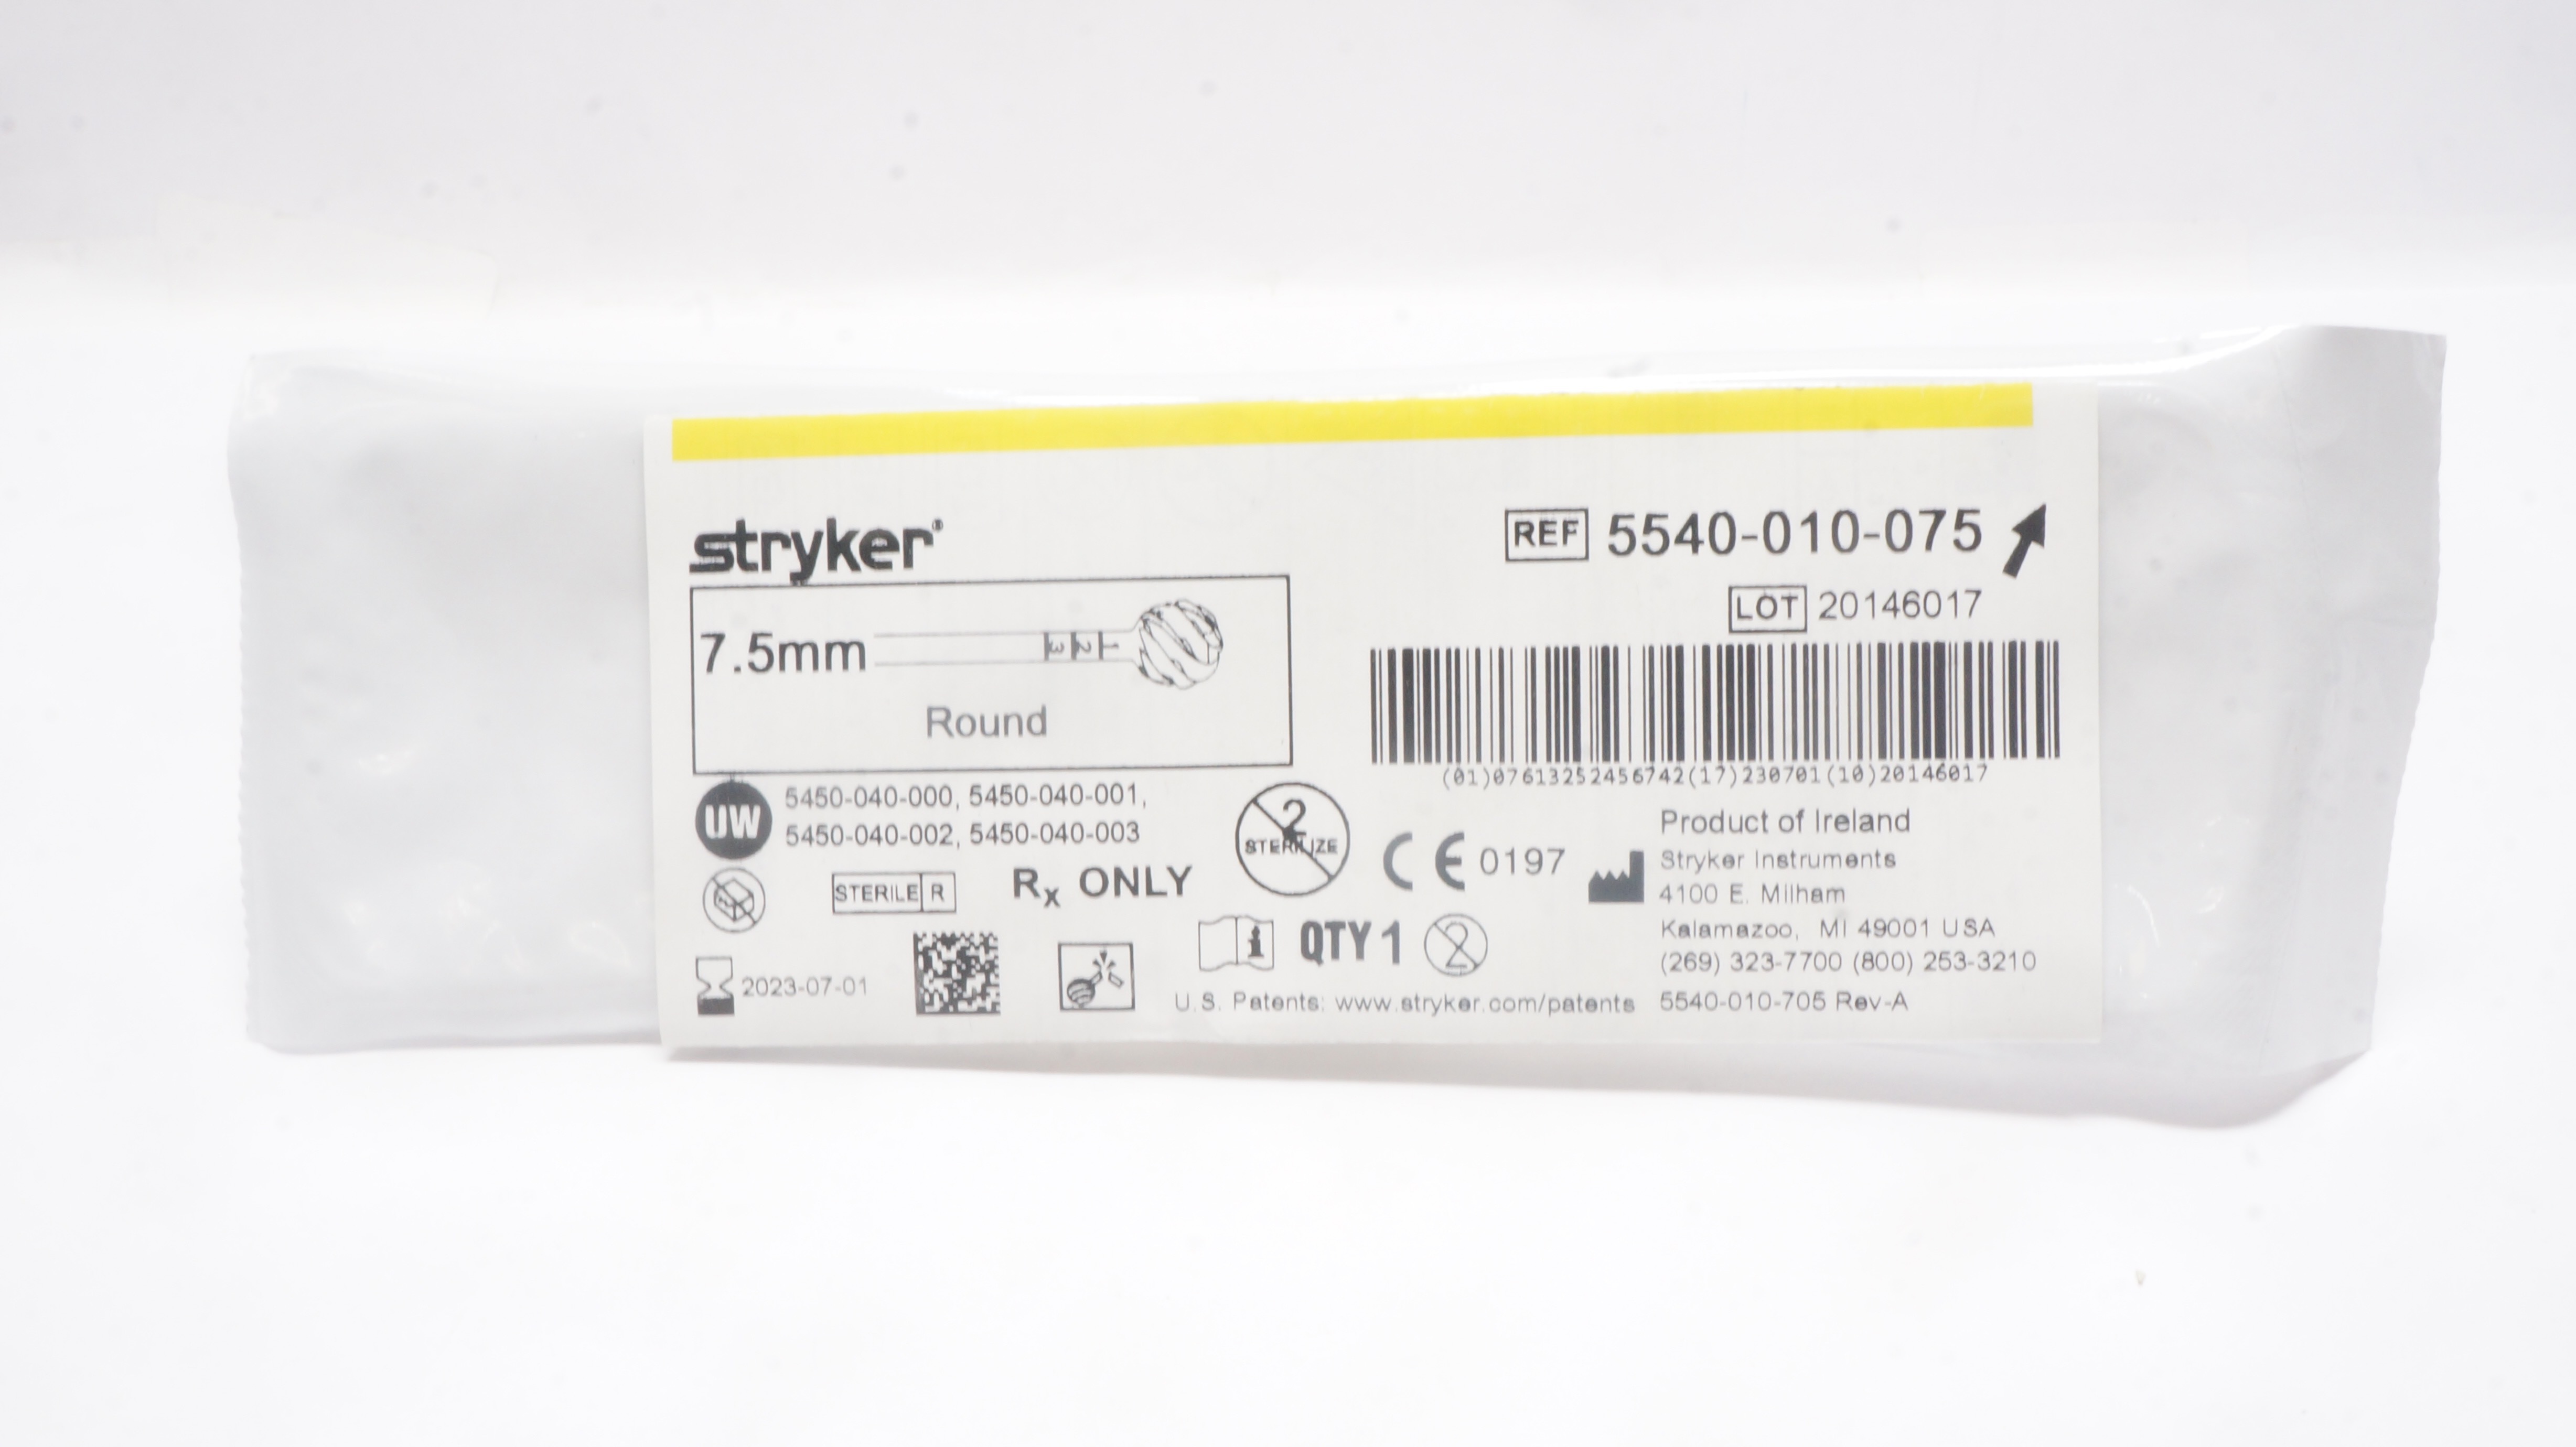 stryker®
REF 5540-010-075
LOT 20146017
7.5mm
3 2 1
Round
(01)07613252456742(17)230701(10)20146017
UW 5450-040-000, 5450-040-001,
5450-040-002, 5450-040-003
2
STERILIZE
CE 0197
Product of Ireland
Stryker Instruments
4100 E. Milham
Kalamazoo, MI 49001 USA
(269) 323-7700 (800) 253-3210
5540-010-705 Rev-A
STERILE R
Rx ONLY
i
QTY 1
2
2023-07-01
U.S. Patents: www.stryker.com/patents